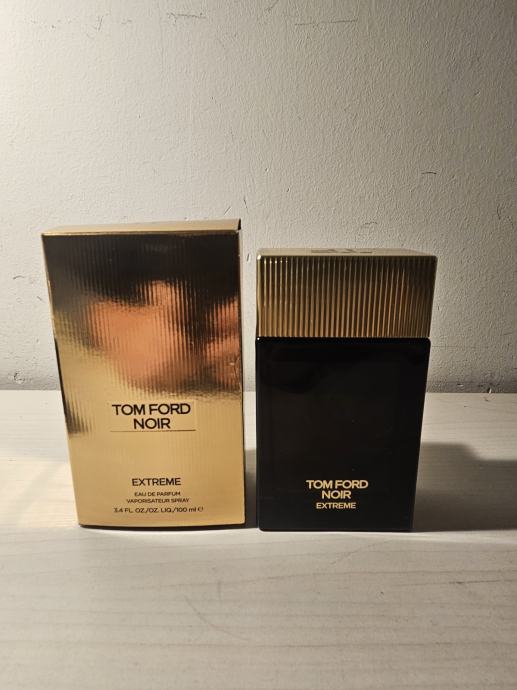 TOM FORD
NOIR
EXTREME
EAU DE PARFUM
VAPORISATEUR SPRAY
3.4 FL. OZ./OZ. LIQ./100 ml ℮
TOM FORD
NOIR
EXTREME